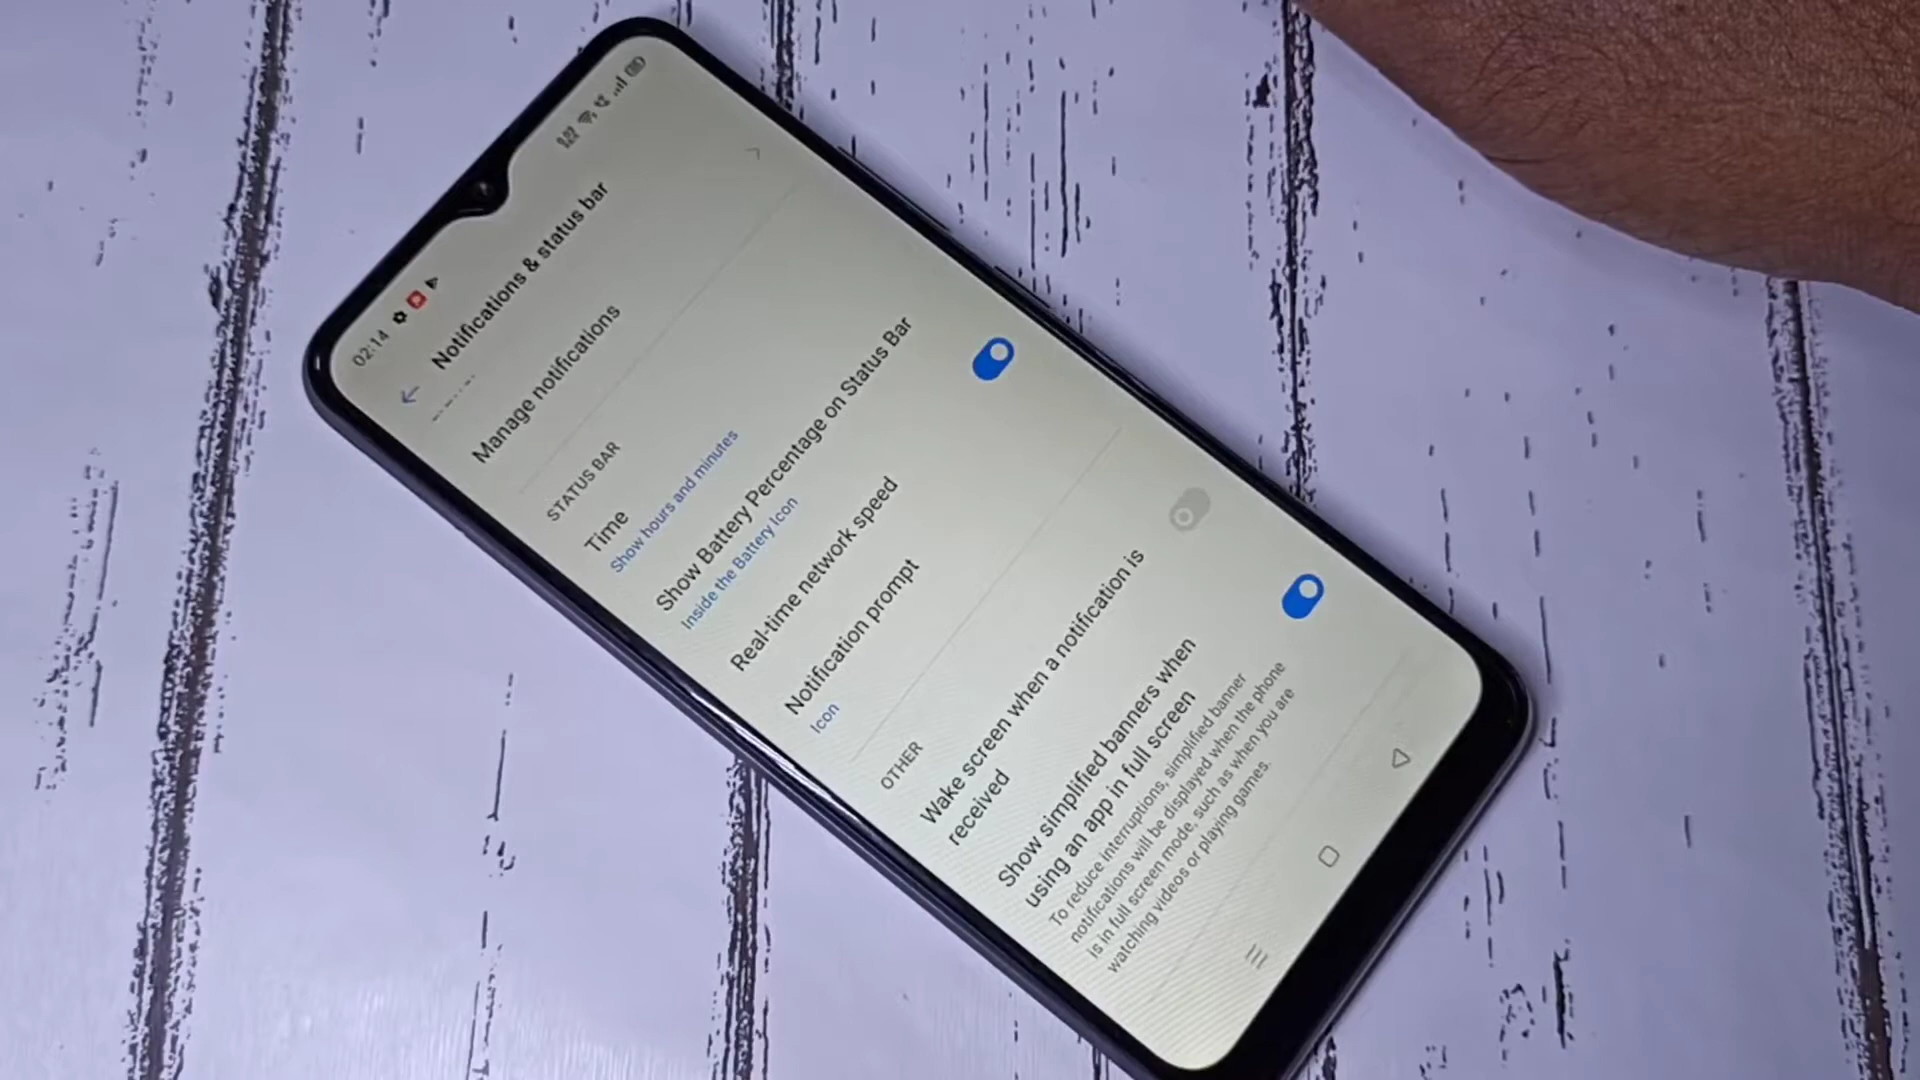 02:14
Notifications & status bar
Manage notifications
STATUS BAR
Time
Show hours and minutes
Show Battery Percentage on Status Bar
Inside the Battery Icon
Real-time network speed
Notification prompt
Icon
OTHER
Wake screen when a notification is
received
Show simplified banners when
using an app in full screen
To reduce interruptions, simplified banner
notifications will be displayed when the phone
is in full screen mode, such as when you are
watching videos or playing games.